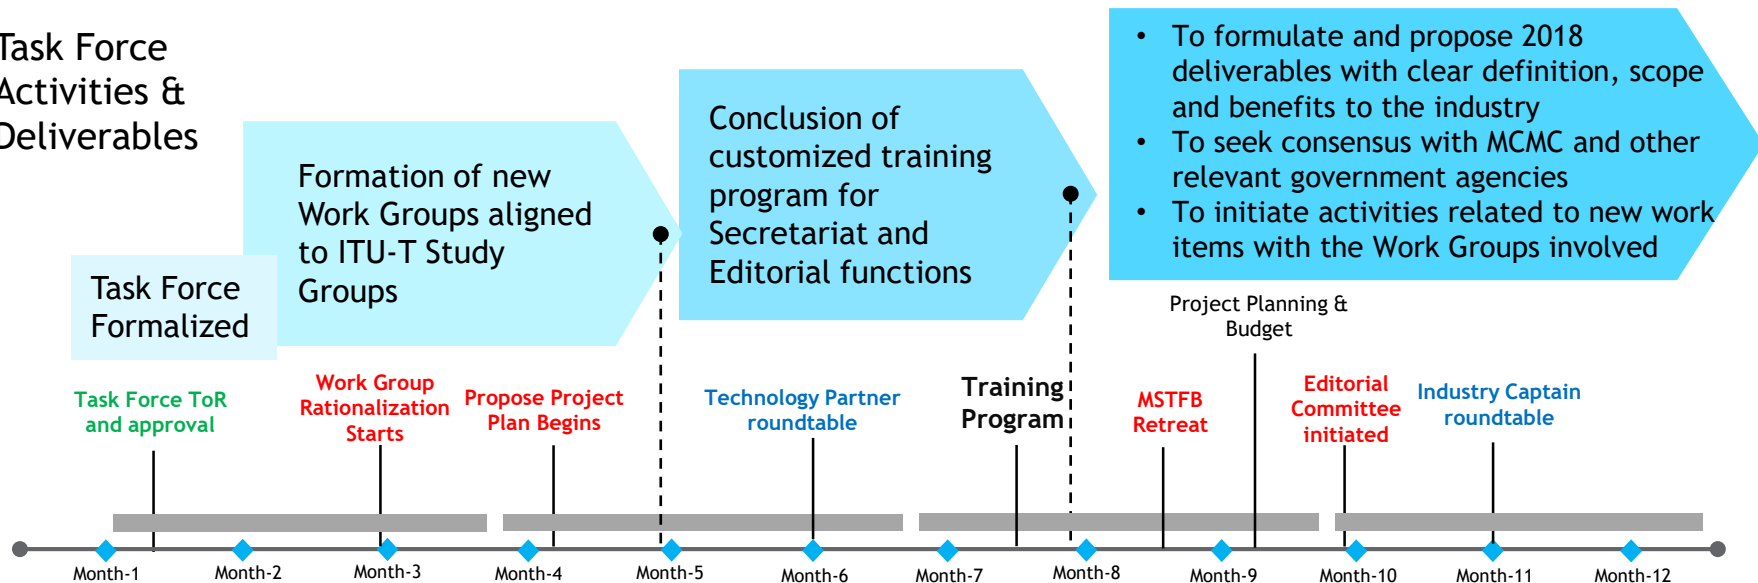 Task Force
Activities &
Deliverables
Task Force
Formalized
Formation of new
Work Groups aligned
to ITU-T Study
Groups
Conclusion of
customized training
program for
Secretariat and
Editorial functions
• To formulate and propose 2018
deliverables with clear definition, scope
and benefits to the industry
• To seek consensus with MCMC and other
relevant government agencies
• To initiate activities related to new work
items with the Work Groups involved
Task Force ToR
and approval
Work Group
Rationalization
Starts
Propose Project
Plan Begins
Technology Partner
roundtable
Training
Program
MSTFB
Retreat
Project Planning &
Budget
Editorial
Committee
initiated
Industry Captain
roundtable
Month-1
Month-2
Month-3
Month-4
Month-5
Month-6
Month-7
Month-8
Month-9
Month-10
Month-11
Month-12